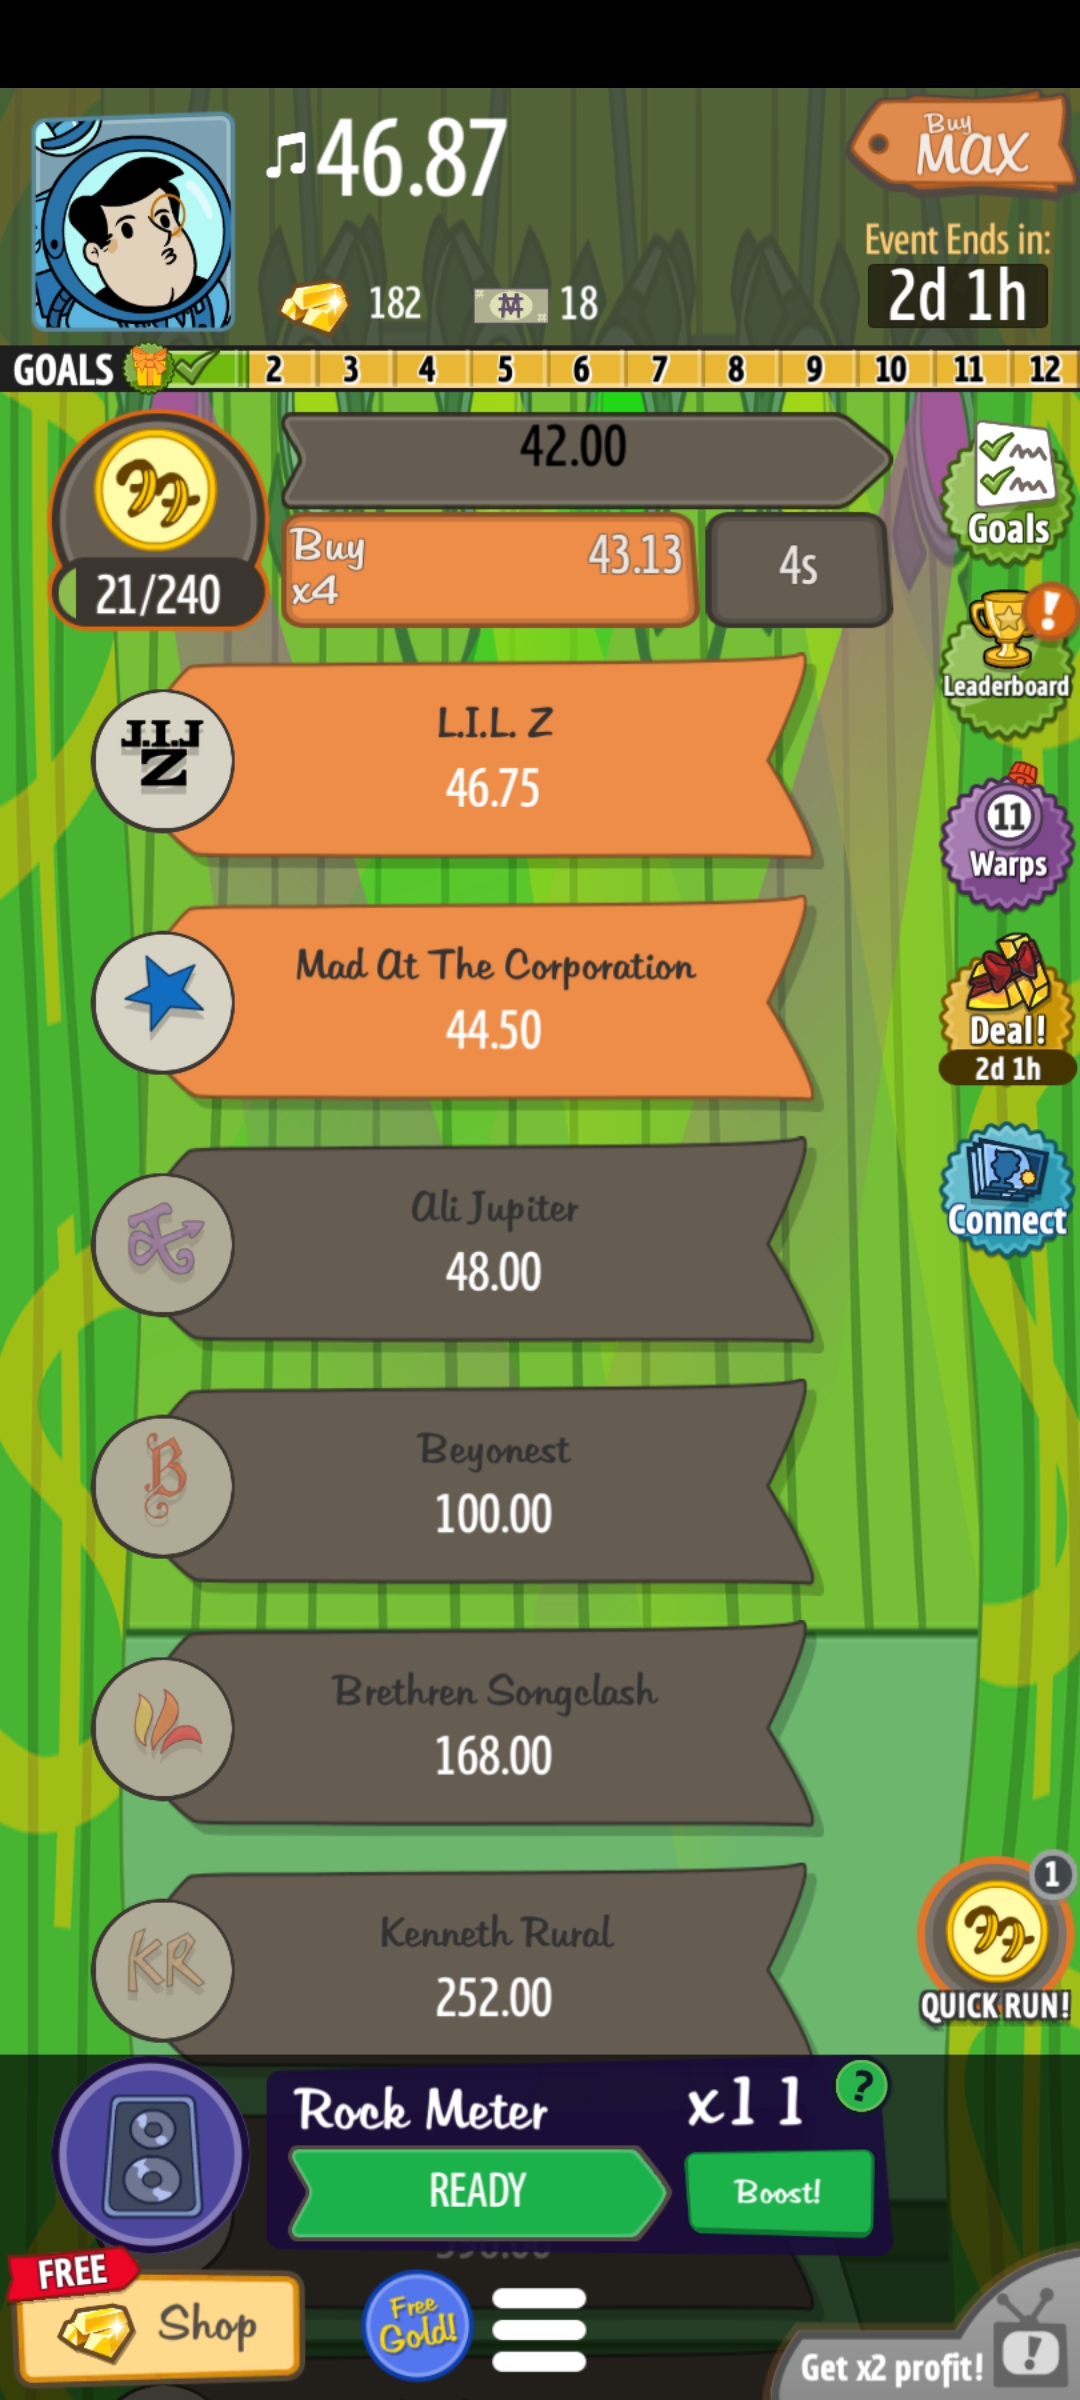 ♫46.87
Buy
MAX
Event Ends in:
2d 1h
182
18
GOALS 2 3 4 5 6 7 8 9 10 11 12
42.00
Buy
x4
43.13
4s
21/240
Goals
!
Leaderboard
L.I.L.
Z
L.I.L. Z
46.75
11
Warps
Mad At The Corporation
44.50
Deal!
2d 1h
Ali Jupiter
48.00
Connect
B
Beyonest
100.00
Brethren Songclash
168.00
KR
Kenneth Rural
252.00
1
QUICK RUN!
Rock Meter
x11
?
READY
Boost!
FREE
Shop
Free
Gold!
Get x2 profit!
!